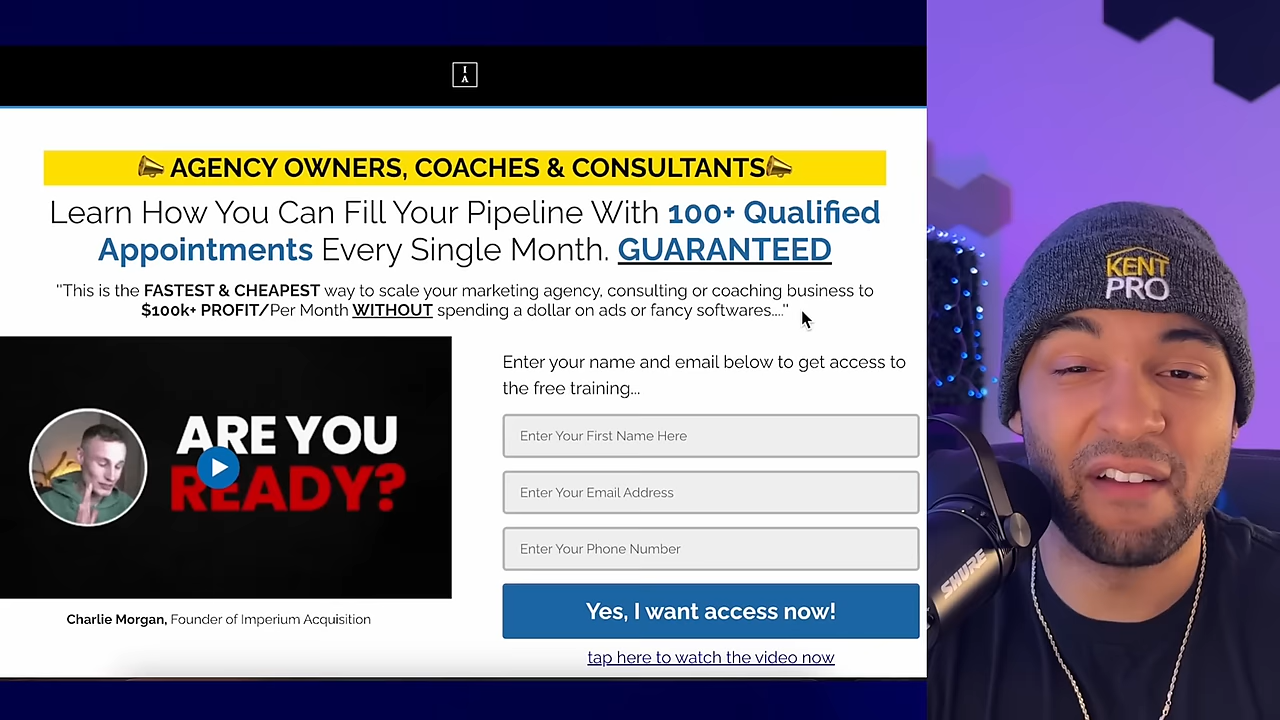 I
A
AGENCY OWNERS, COACHES & CONSULTANTS
Learn How You Can Fill Your Pipeline With 100+ Qualified
Appointments Every Single Month. GUARANTEED
"This is the FASTEST & CHEAPEST way to scale your marketing agency, consulting or coaching business to
$100k+ PROFIT/Per Month WITHOUT spending a dollar on ads or fancy softwares...."
ARE YOU
READY?
Charlie Morgan, Founder of Imperium Acquisition
Enter your name and email below to get access to
the free training...
Enter Your First Name Here
Enter Your Email Address
Enter Your Phone Number
Yes, I want access now!
tap here to watch the video now
KENT
PRO
SHURE